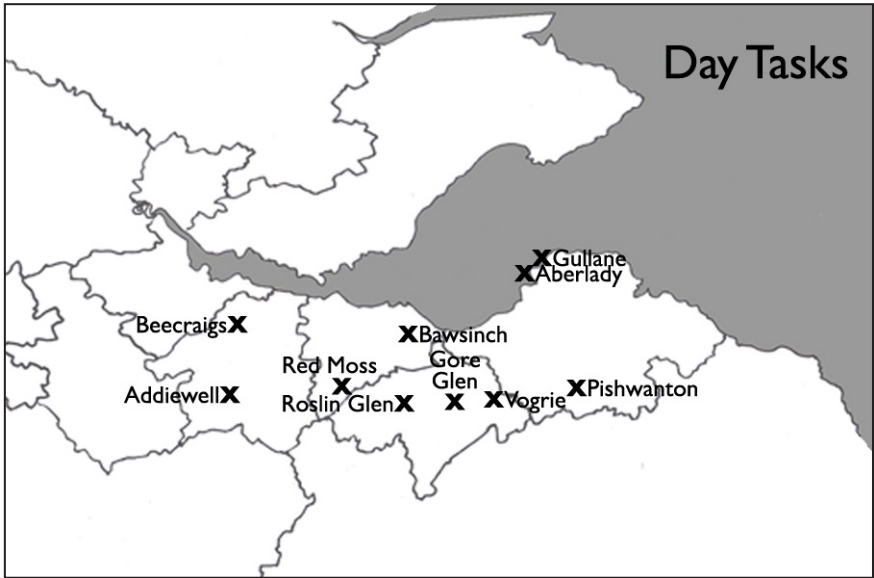 Day Tasks
Gullane
Aberlady
Beecraigs
Bawsinch
Red Moss
Gore
Glen
Addiewell
Roslin Glen
Vogrie
Pishwanton